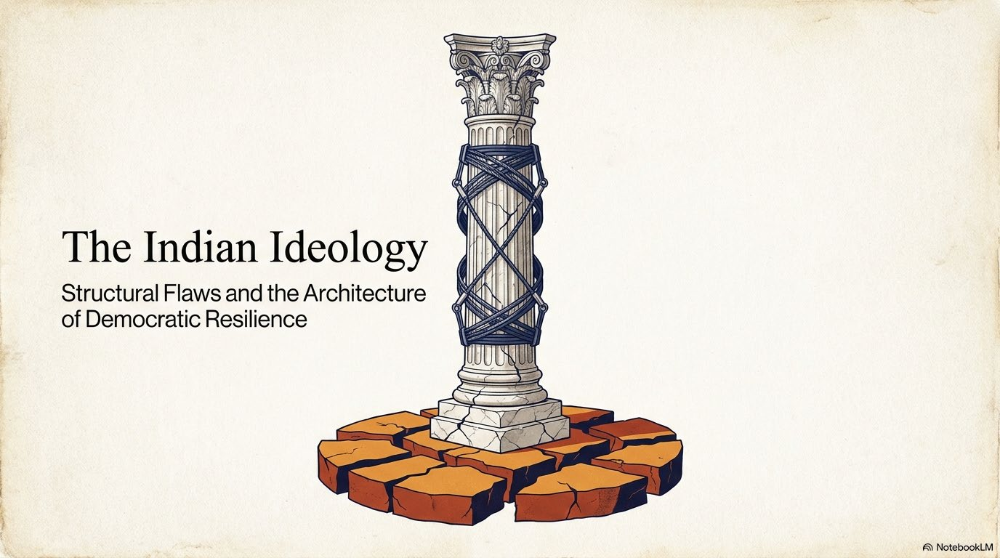 The Indian Ideology
Structural Flaws and the Architecture
of Democratic Resilience
NotebookLM